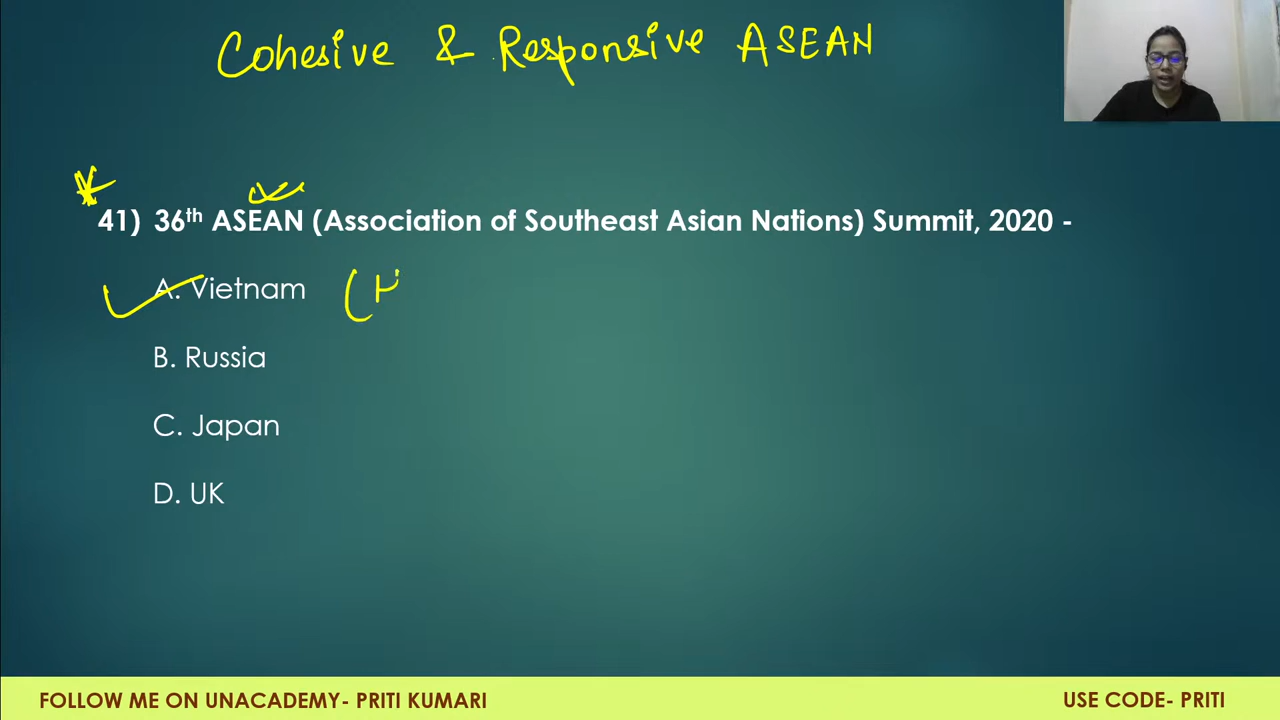 Cohesive & Responsive ASEAN
41) 36th ASEAN (Association of Southeast Asian Nations) Summit, 2020 -
A. Vietnam (H
B. Russia
C. Japan
D. UK
FOLLOW ME ON UNACADEMY- PRITI KUMARI
USE CODE- PRITI